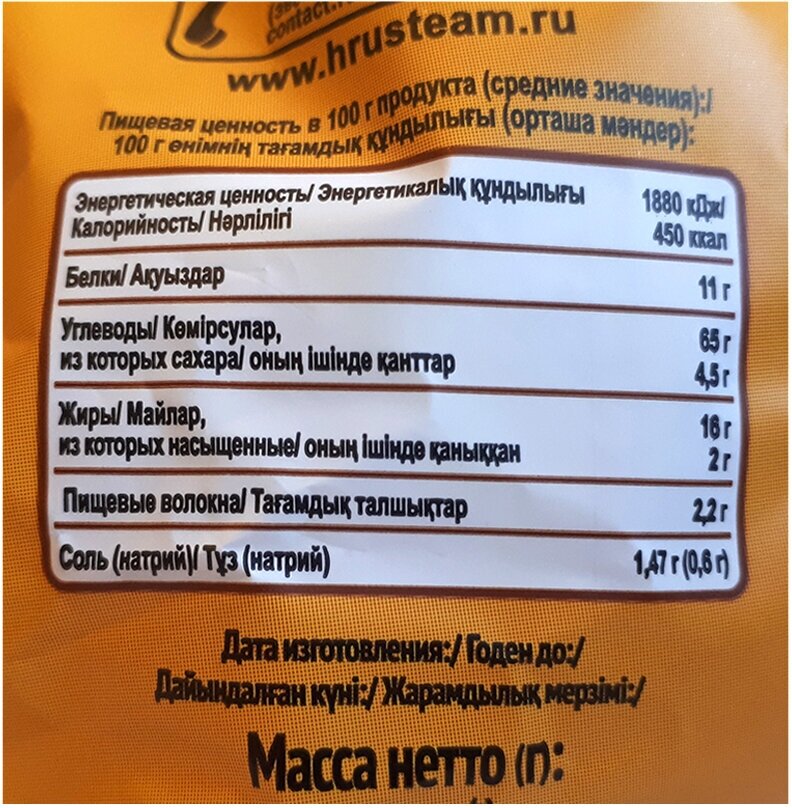 contact.
www.hrusteam.ru
Пищевая ценность в 100 г продукта (средние значения):/
100 г өнімнің тағамдық құндылығы (орташа мәндер):
Энергетическая ценность/ Энергетикалық құндылығы 1880 кДж/
Калорийность/ Нәрлілігі 450 ккал
Белки/ Ақуыздар 11 г
Углеводы/ Көмірсулар, 65 г
из которых сахара/ оның ішінде қанттар 4,5 г
Жиры/ Майлар, 16 г
из которых насыщенные/ оның ішінде қаныққан 2 г
Пищевые волокна/ Тағамдық талшықтар 2,2 г
Соль (натрий)/ Тұз (натрий) 1,47 г (0,6 г)
Дата изготовления:/ Годен до:/
Дайындалған күні:/ Жарамдылық мерзімі:/
Масса нетто (г):